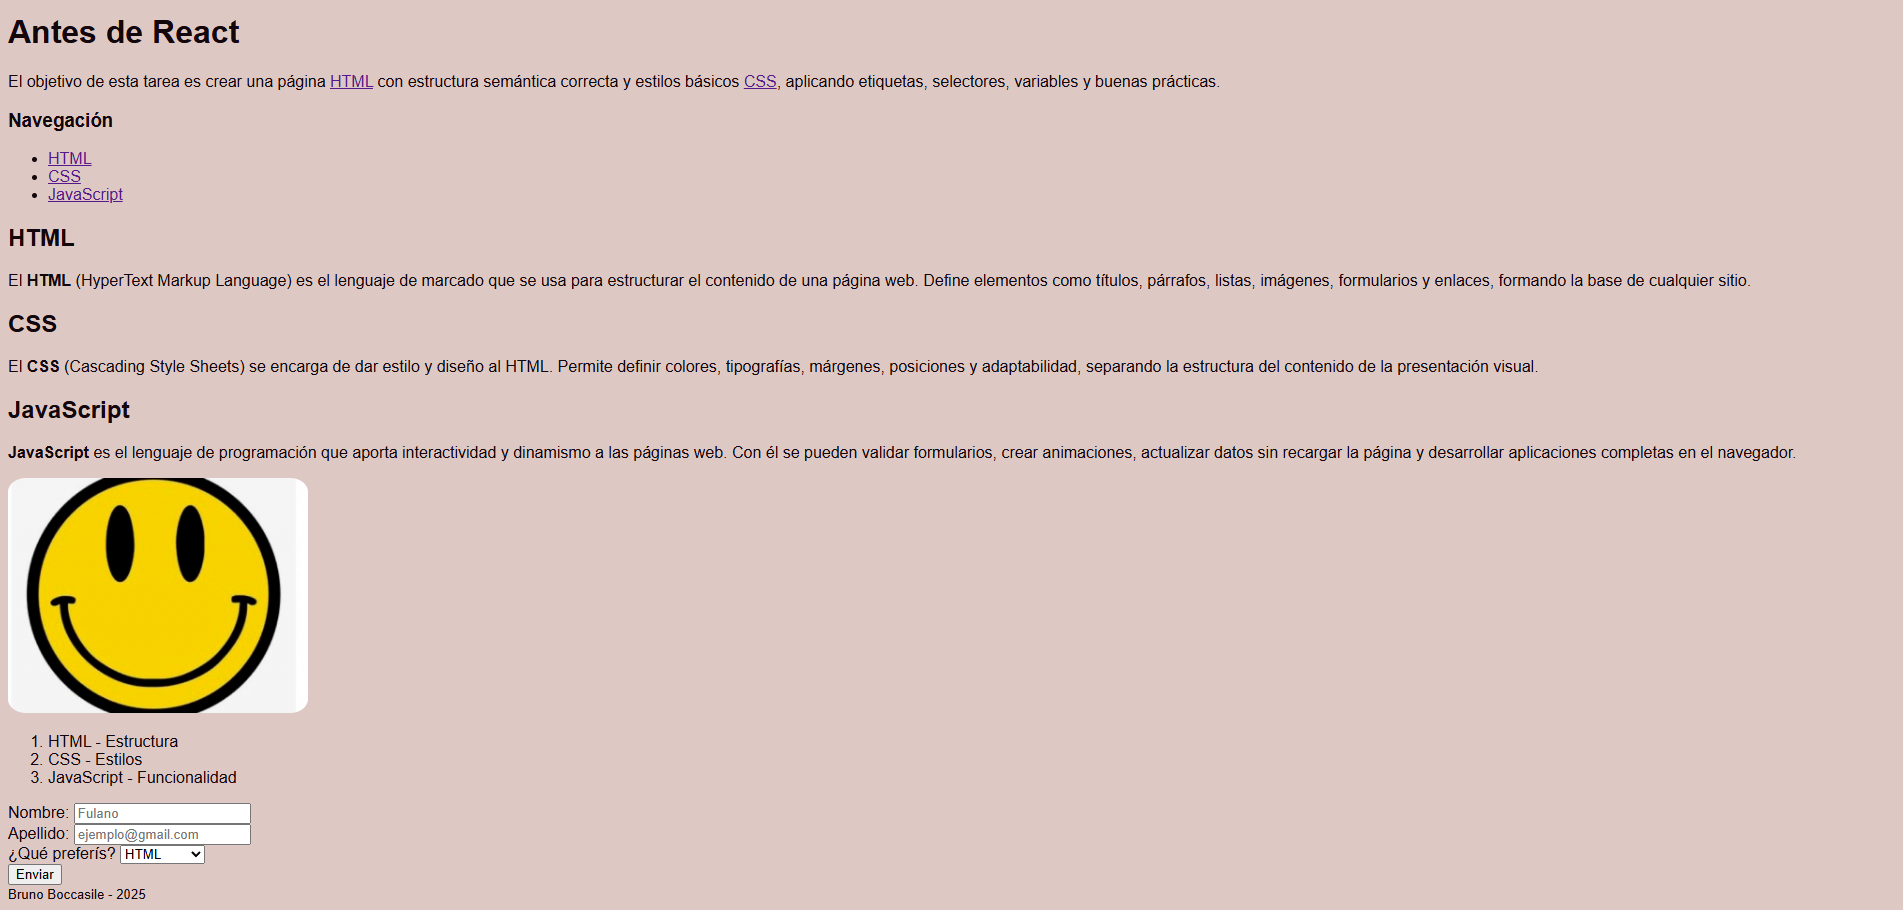 Antes de React
El objetivo de esta tarea es crear una página HTML con estructura semántica correcta y estilos básicos CSS, aplicando etiquetas, selectores, variables y buenas prácticas.
Navegación
• HTML
• CSS
• JavaScript
HTML
El HTML (HyperText Markup Language) es el lenguaje de marcado que se usa para estructurar el contenido de una página web. Define elementos como títulos, párrafos, listas, imágenes, formularios y enlaces, formando la base de cualquier sitio.
CSS
El CSS (Cascading Style Sheets) se encarga de dar estilo y diseño al HTML. Permite definir colores, tipografías, márgenes, posiciones y adaptabilidad, separando la estructura del contenido de la presentación visual.
JavaScript
JavaScript es el lenguaje de programación que aporta interactividad y dinamismo a las páginas web. Con él se pueden validar formularios, crear animaciones, actualizar datos sin recargar la página y desarrollar aplicaciones completas en el navegador.
1. HTML - Estructura
2. CSS - Estilos
3. JavaScript - Funcionalidad
Nombre: Fulano
Apellido: ejemplo@gmail.com
¿Qué preferís? HTML
Enviar
Bruno Boccasile - 2025